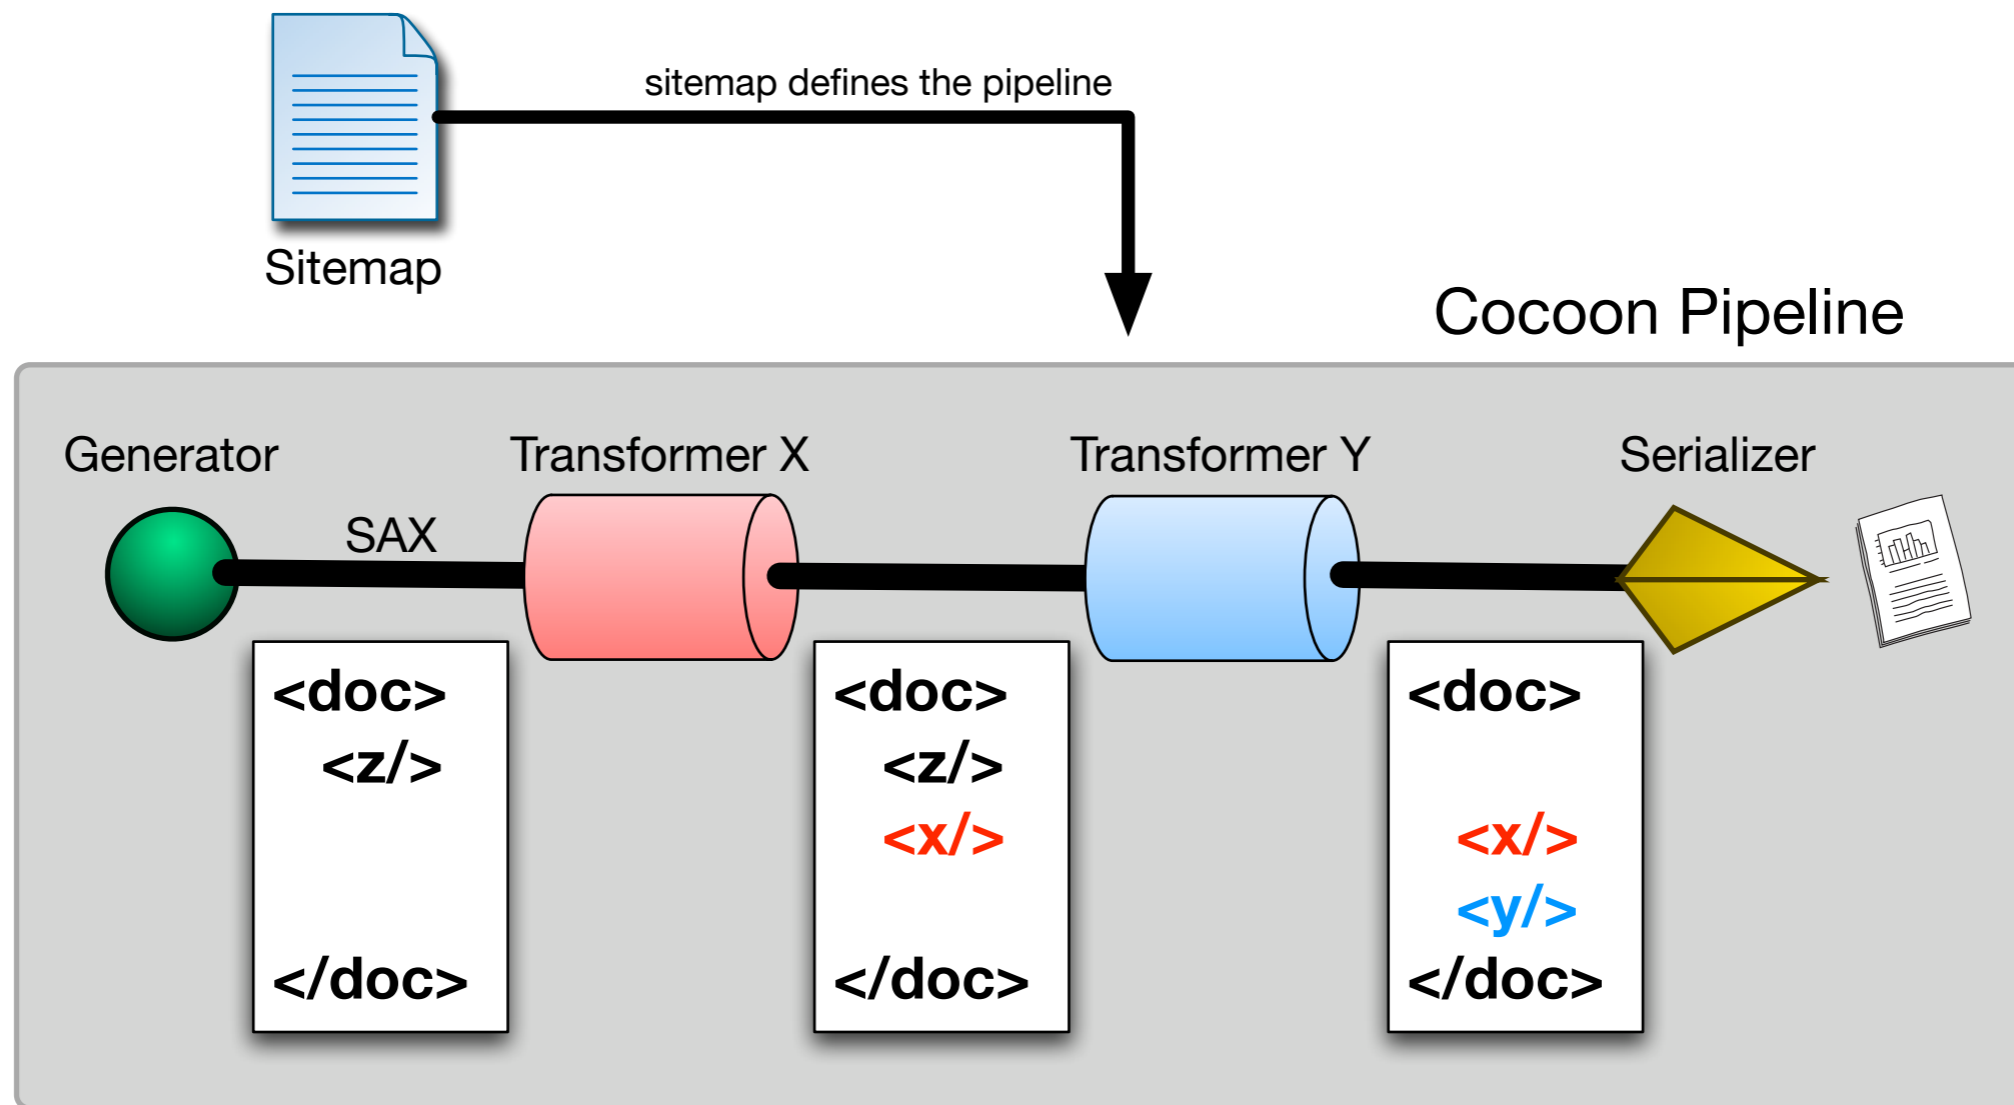 sitemap defines the pipeline
Sitemap
Cocoon Pipeline
Generator
Transformer X
Transformer Y
Serializer
SAX
<doc>
<z/>
</doc>
<doc>
<z/>
<x/>
</doc>
<doc>
<x/>
<y/>
</doc>